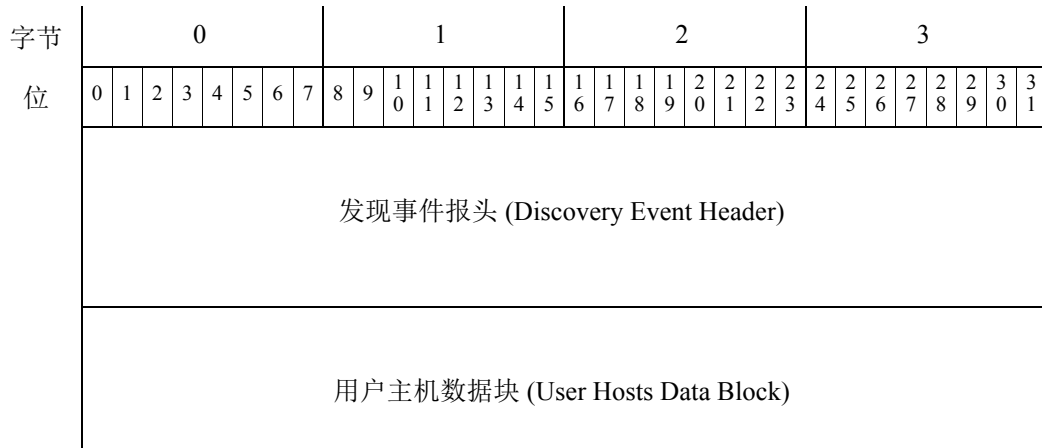 字节 0 1 2 3
位 0 1 2 3 4 5 6 7 8 9 10 11 12 13 14 15 16 17 18 19 20 21 22 23 24 25 26 27 28 29 30 31
发现事件报头 (Discovery Event Header)
用户主机数据块 (User Hosts Data Block)